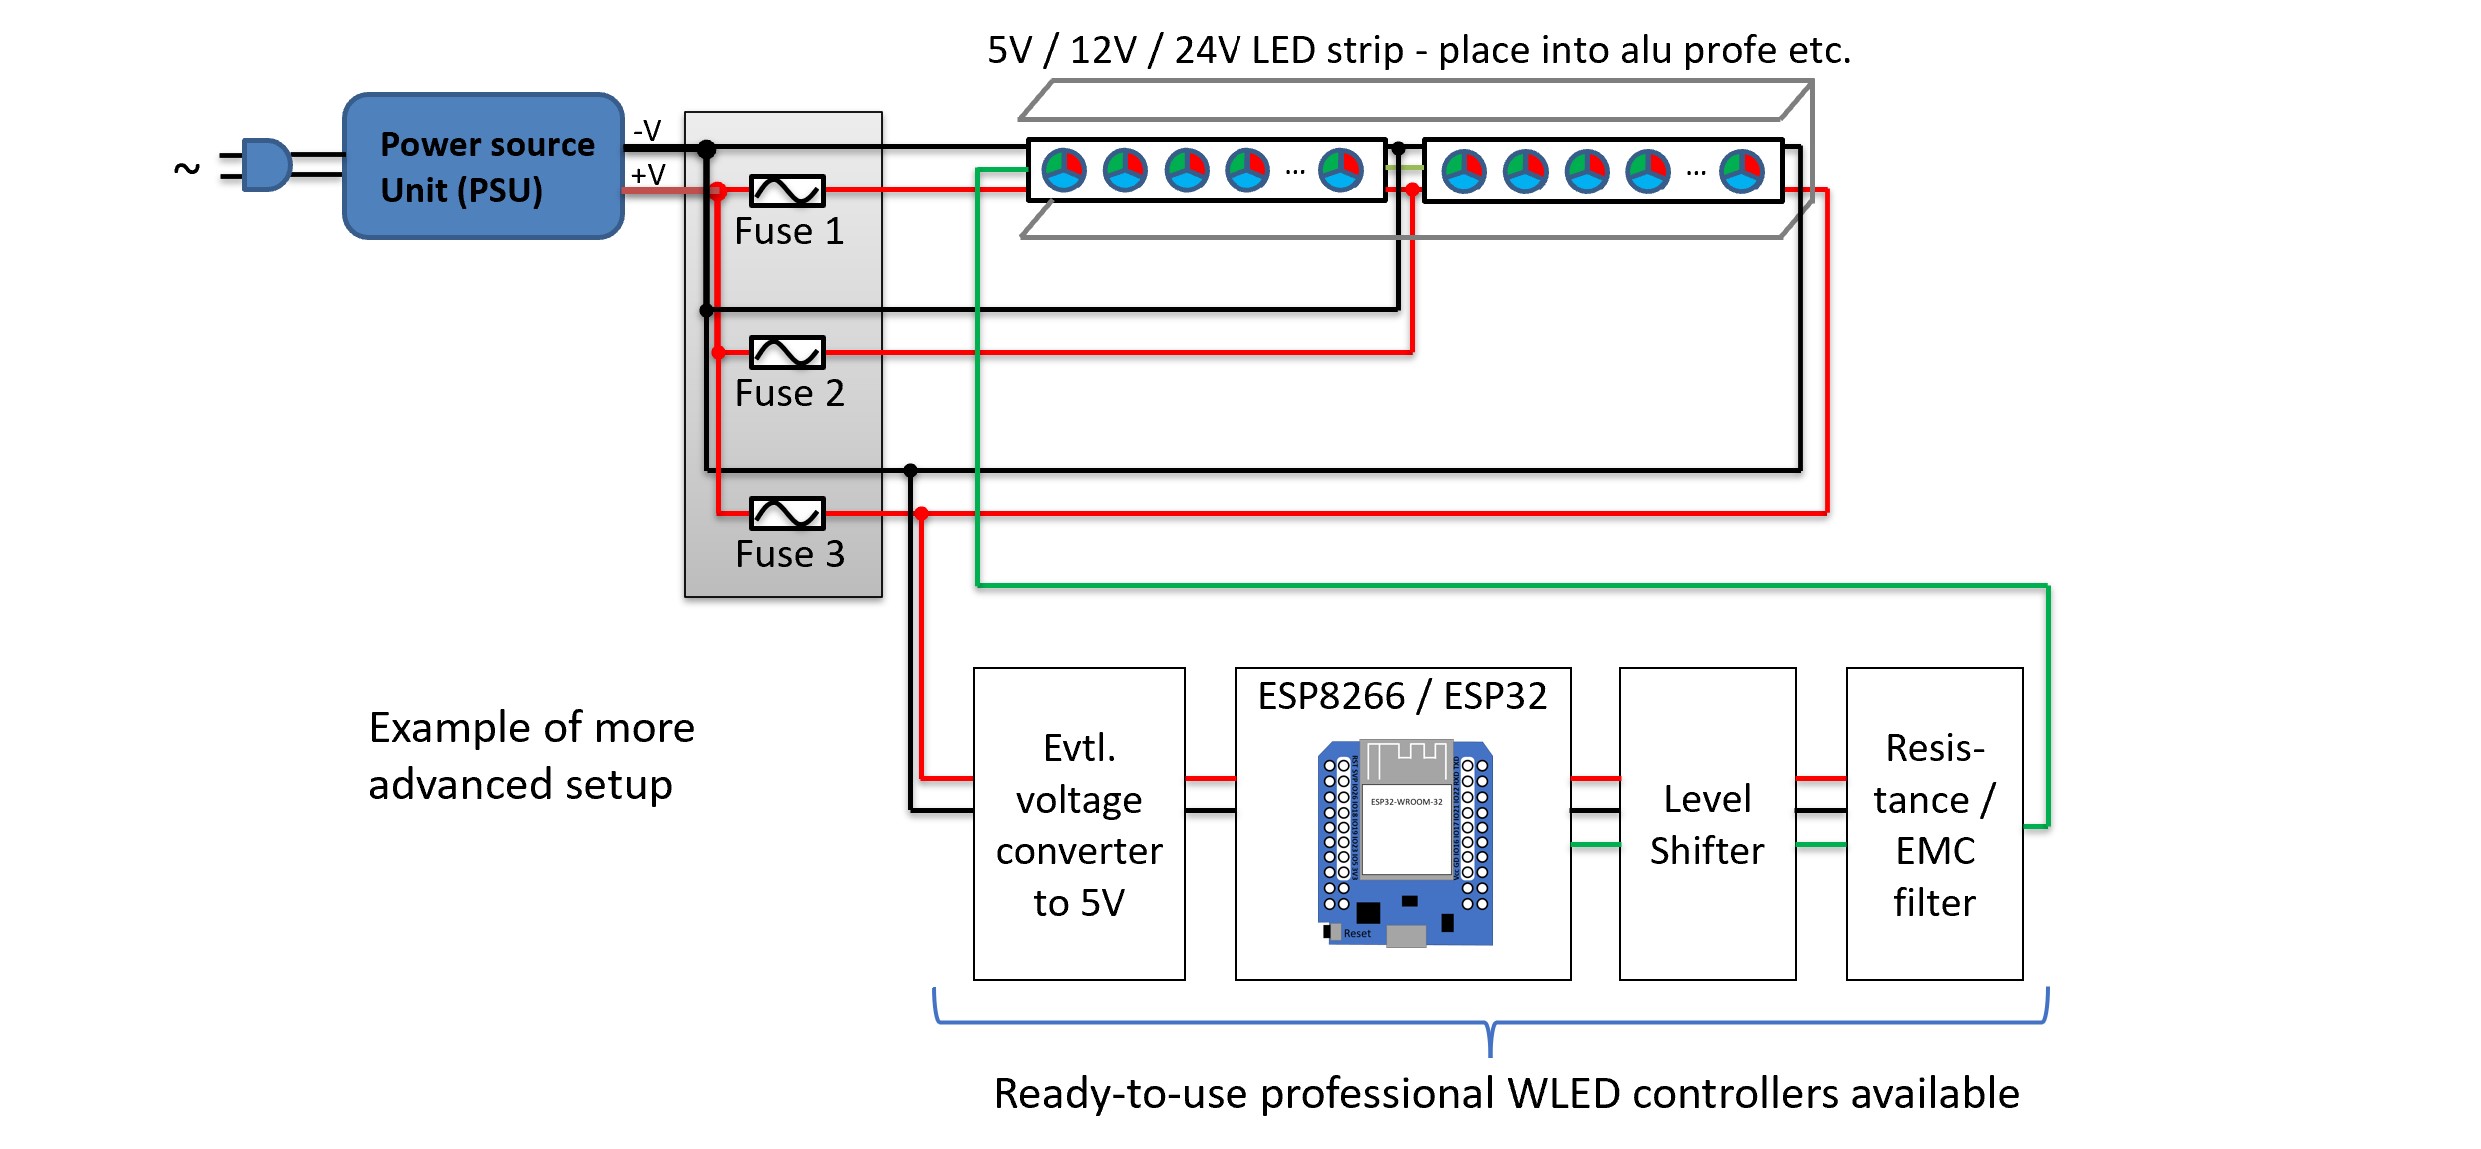 5V / 12V / 24V LED strip - place into alu profe etc.
-V
Power source
Unit (PSU)
+V
~
...
...
Fuse 1
Fuse 2
Fuse 3
Example of more
advanced setup
Evtl.
voltage
converter
to 5V
ESP8266 / ESP32
ESP32-WROOM-32
Reset
Level
Shifter
Resis-
tance /
EMC
filter
Ready-to-use professional WLED controllers available